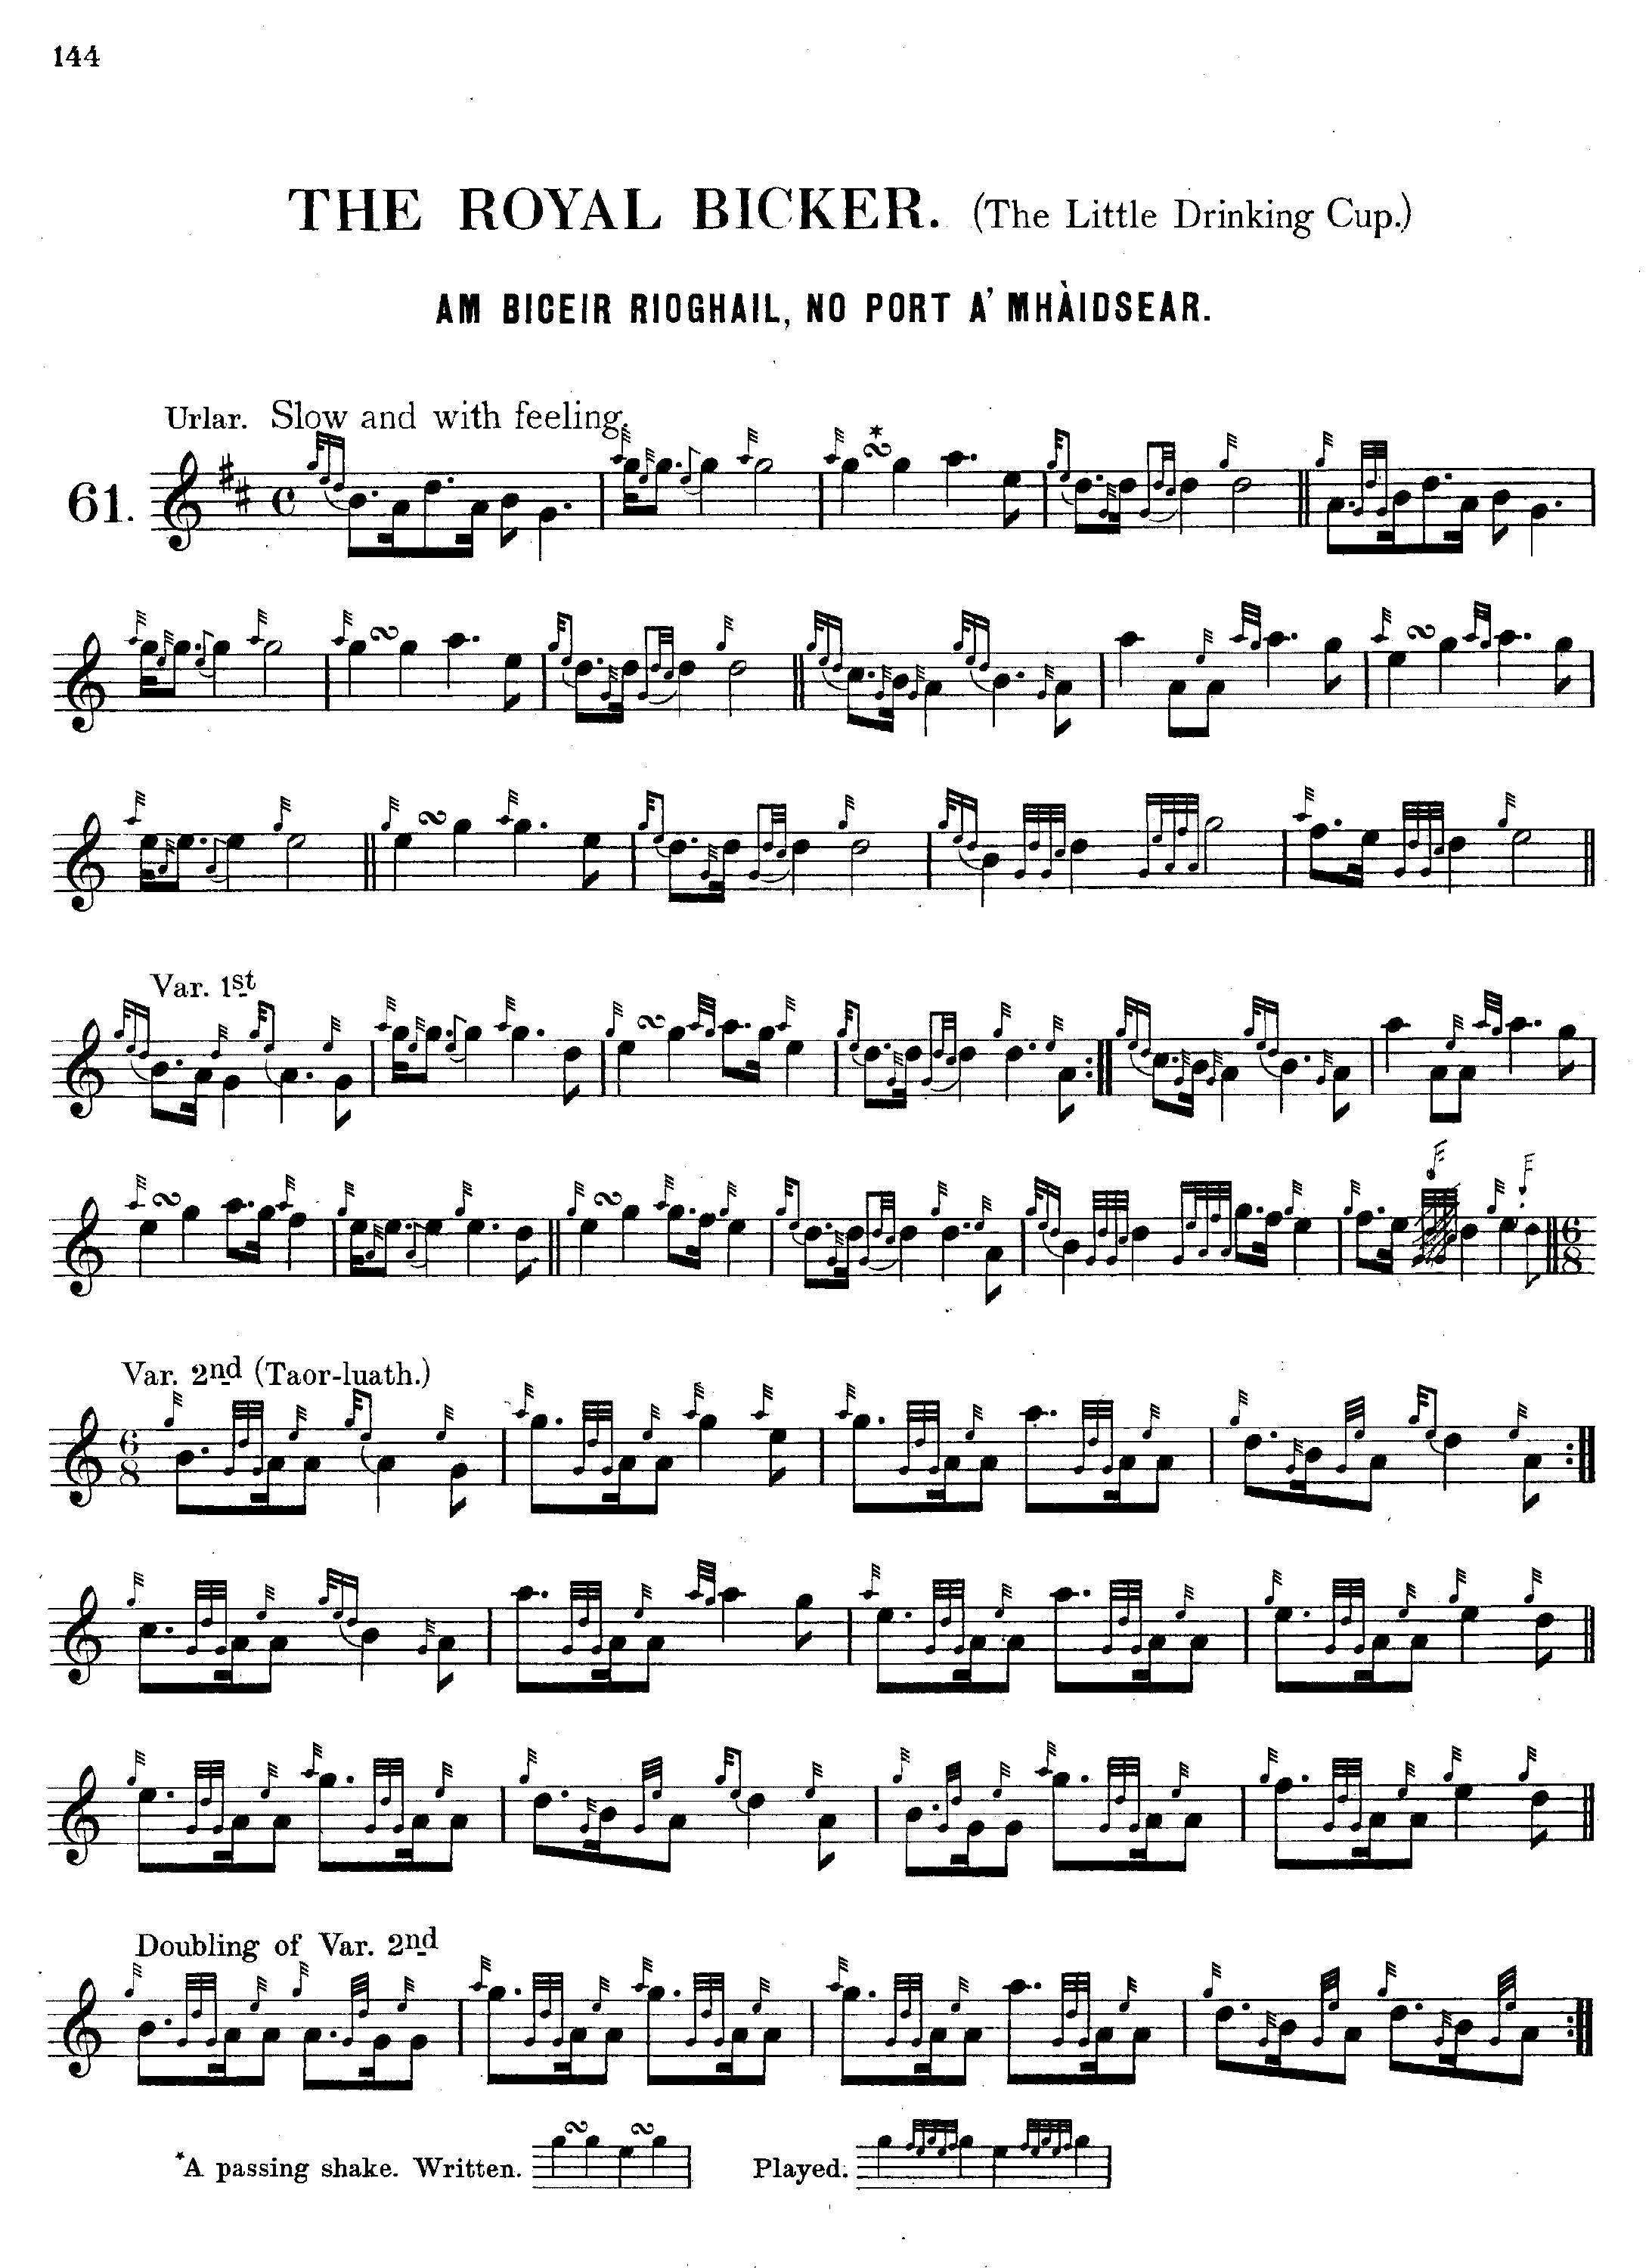 144
THE ROYAL BICKER. (The Little Drinking Cup.)
AM BICEIR RIOGHAIL, NO PORT A' MHÀIDSEAR.
Urlar. Slow and with feeling.
61.
Var. 1st
Var. 2nd (Taor-luath.)
Doubling of Var. 2nd
*A passing shake. Written. Played.